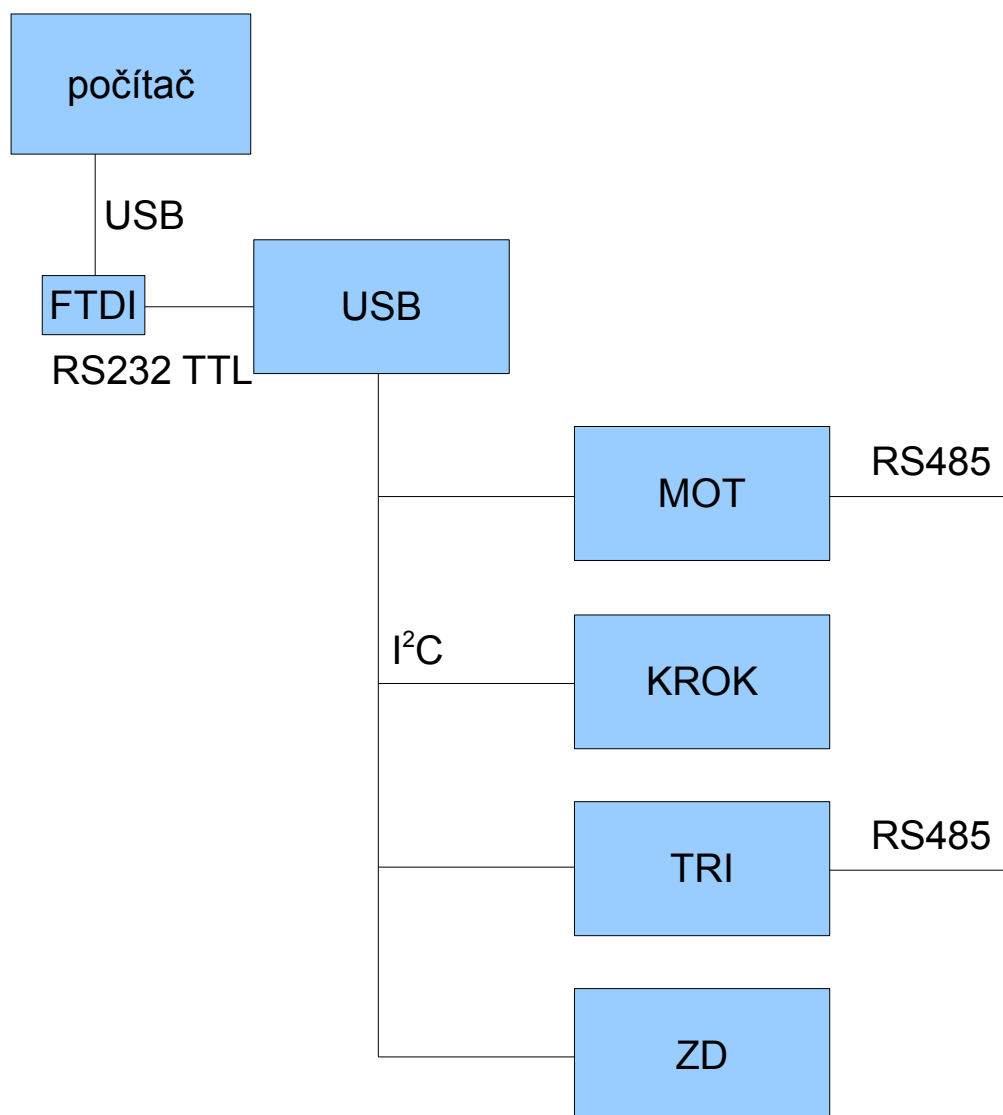 počítač
USB
FTDI
USB
RS232 TTL
MOT
RS485
I²C
KROK
TRI
RS485
ZD